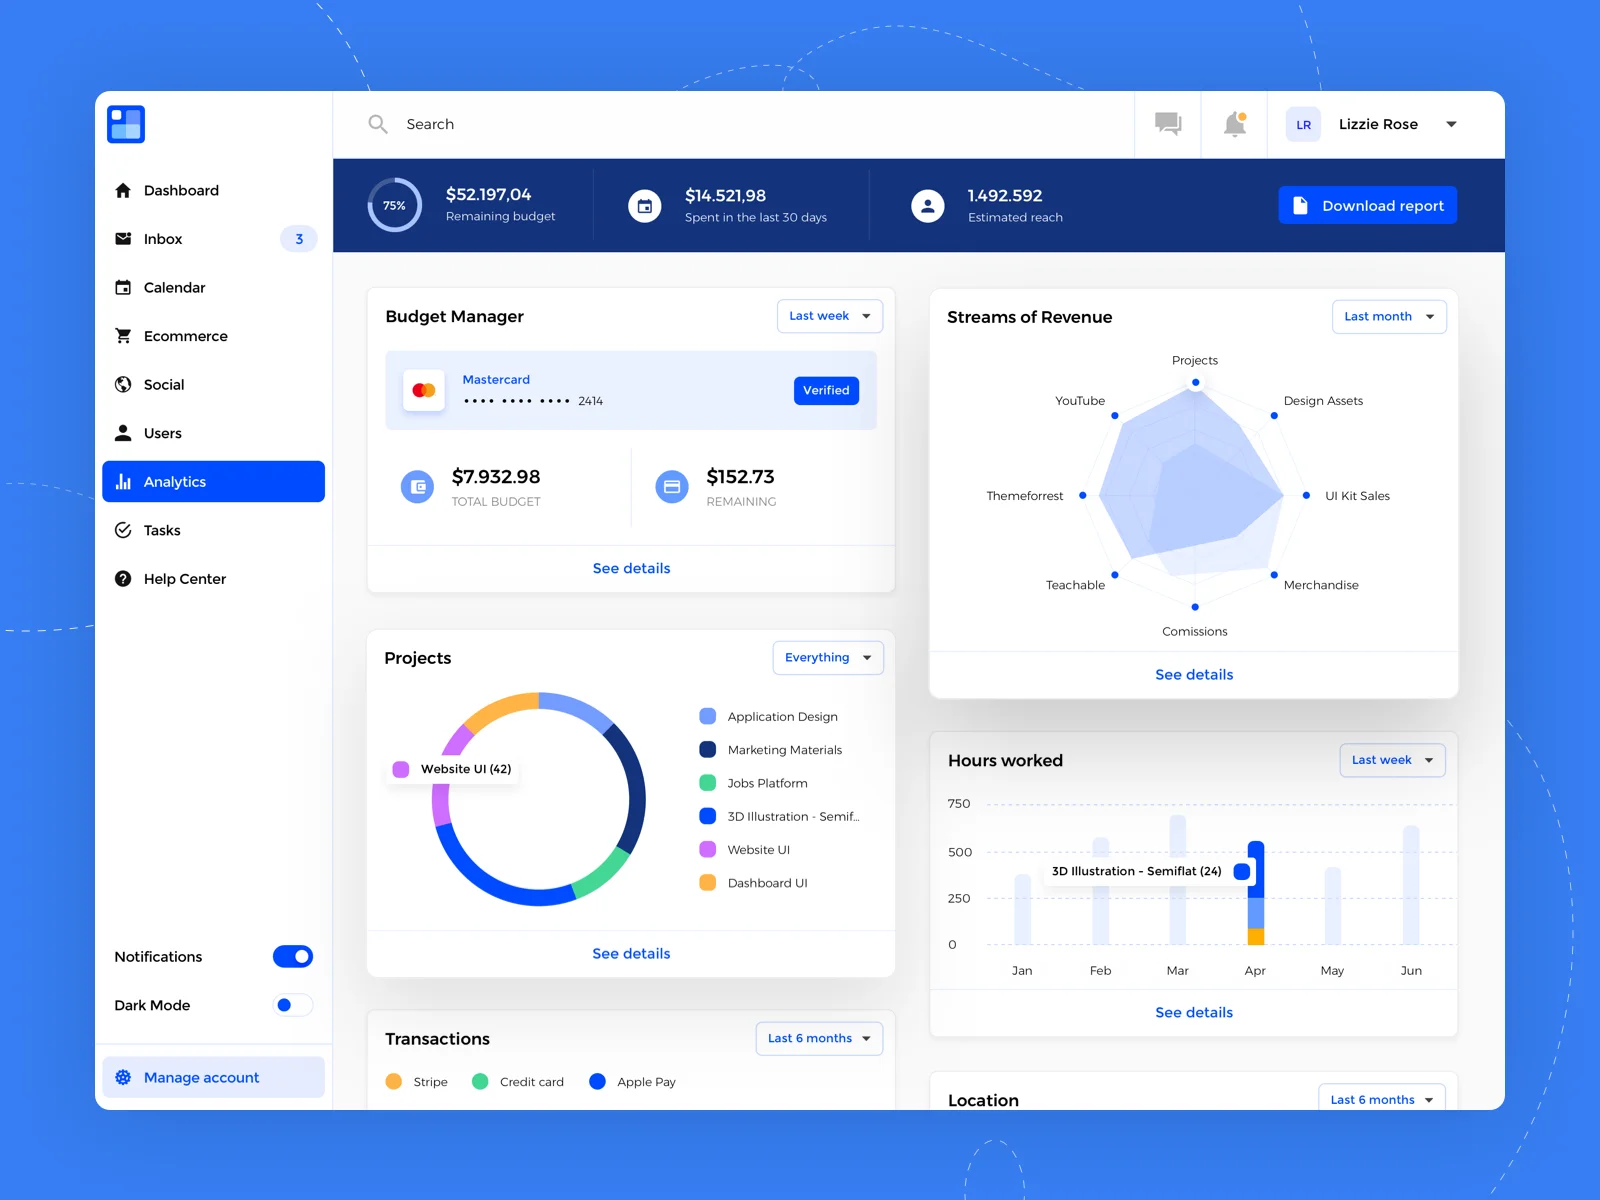 Search
LR
Lizzie Rose
Dashboard
Inbox
3
Calendar
Ecommerce
Social
Users
Analytics
Tasks
Help Center
Notifications
Dark Mode
Manage account
75%
$52.197,04
Remaining budget
$14.521,98
Spent in the last 30 days
1.492.592
Estimated reach
Download report
Budget Manager
Last week
Mastercard
•••• •••• •••• 2414
Verified
$7.932.98
TOTAL BUDGET
$152.73
REMAINING
See details
Streams of Revenue
Last month
Projects
YouTube
Design Assets
Themeforrest
UI Kit Sales
Teachable
Merchandise
Comissions
See details
Projects
Everything
Website UI (42)
Application Design
Marketing Materials
Jobs Platform
3D Illustration - Semif...
Website UI
Dashboard UI
See details
Hours worked
Last week
750
500
250
0
3D Illustration - Semiflat (24)
Jan
Feb
Mar
Apr
May
Jun
See details
Transactions
Last 6 months
Stripe
Credit card
Apple Pay
Location
Last 6 months